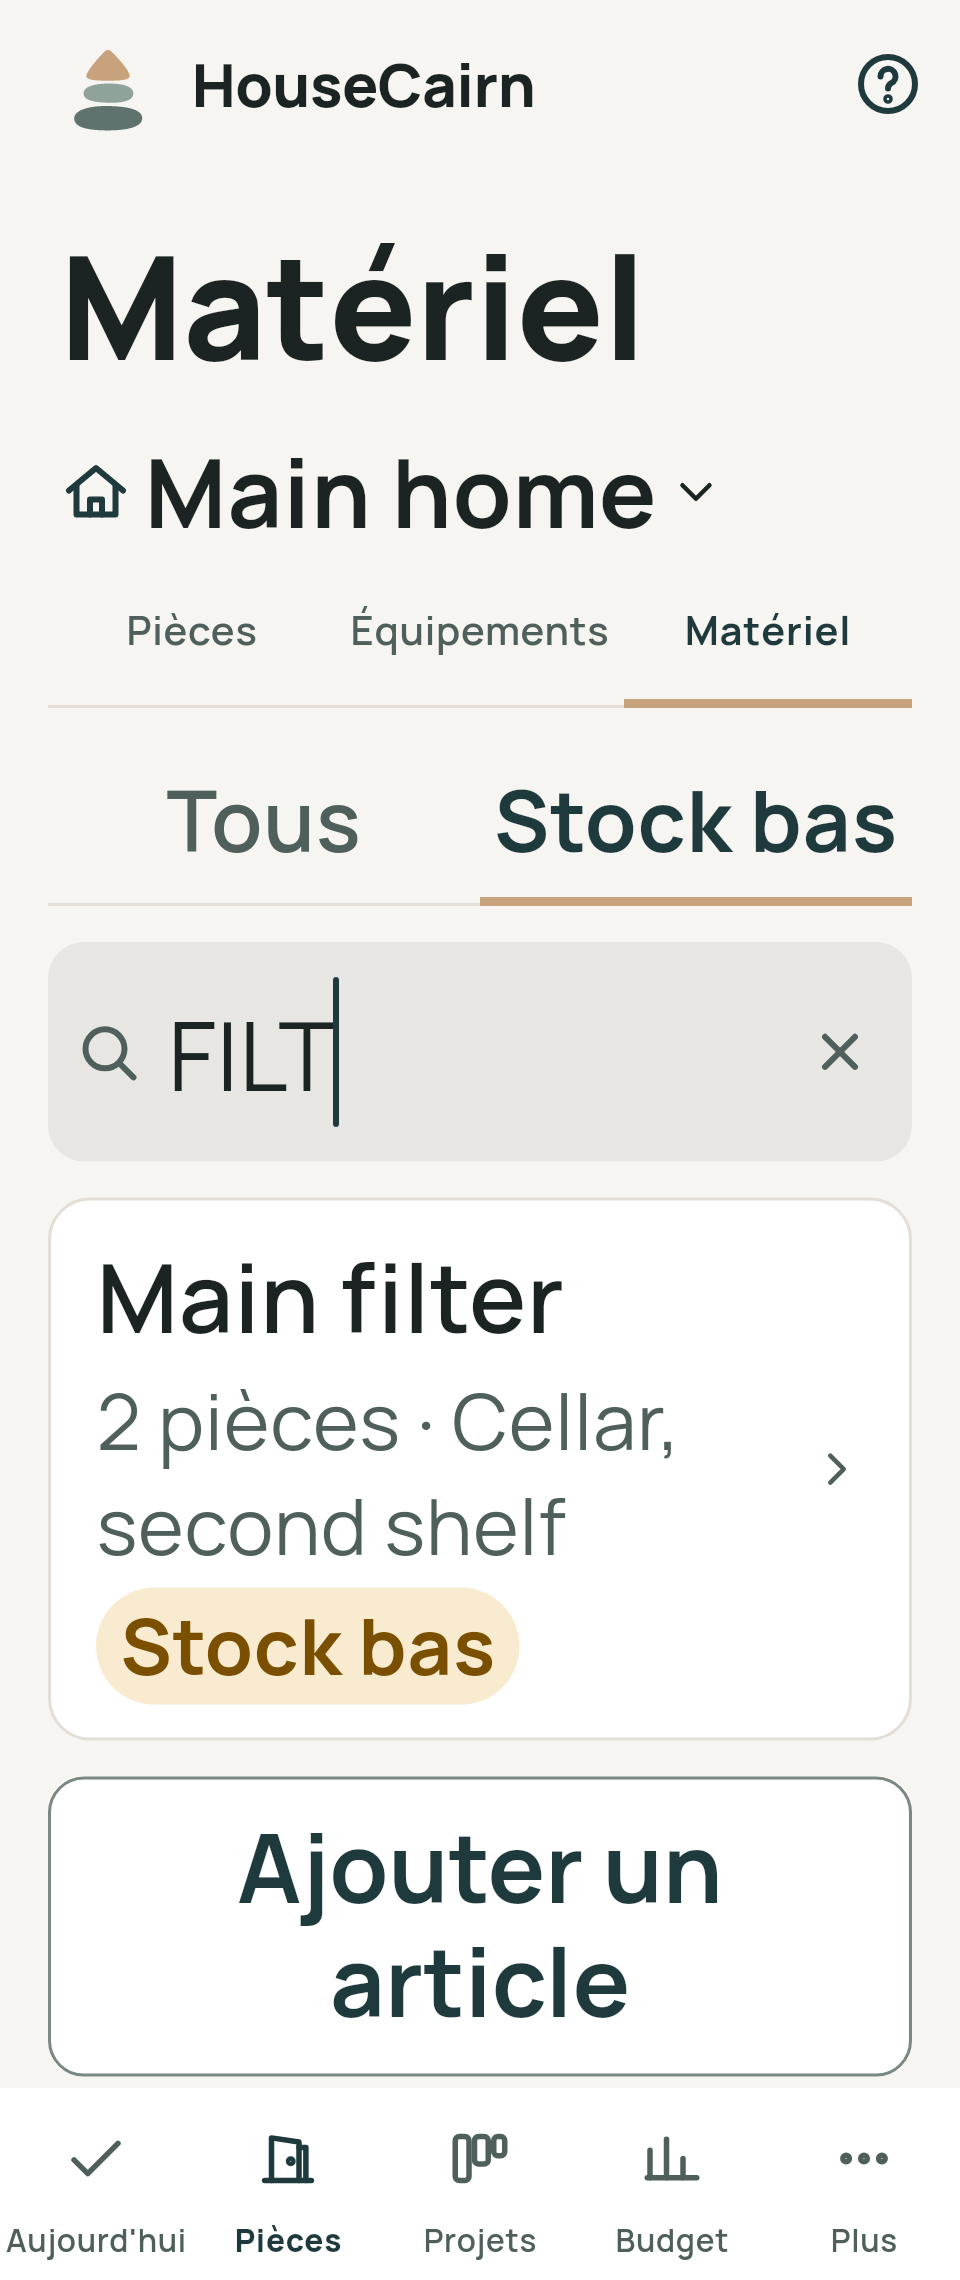 HouseCairn
Matériel
Main home
Pièces Équipements Matériel
Tous Stock bas
FILT
Main filter
2 pièces · Cellar,
second shelf
Stock bas
Ajouter un
article
Aujourd'hui Pièces Projets Budget Plus